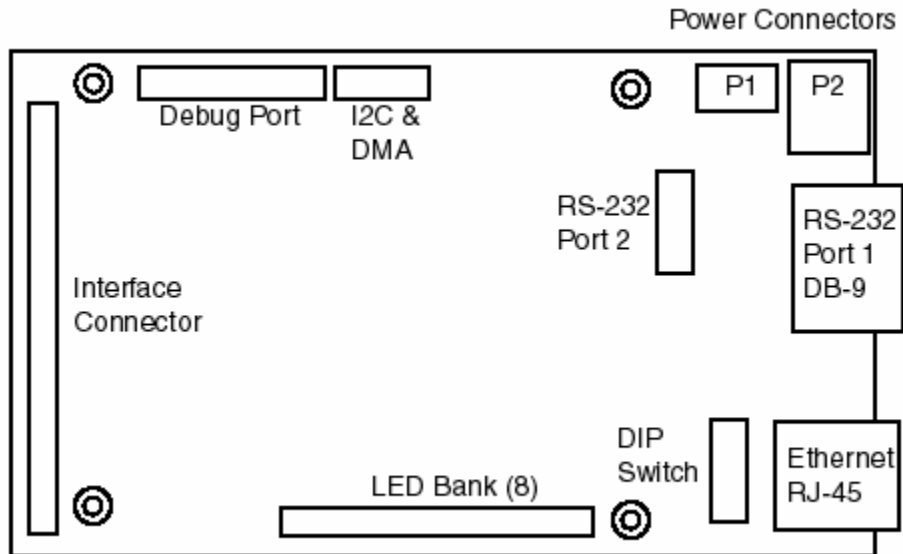 Power Connectors
P1
P2
Debug Port
I2C &
DMA
RS-232
Port 2
RS-232
Port 1
DB-9
Interface
Connector
DIP
Switch
Ethernet
RJ-45
LED Bank (8)